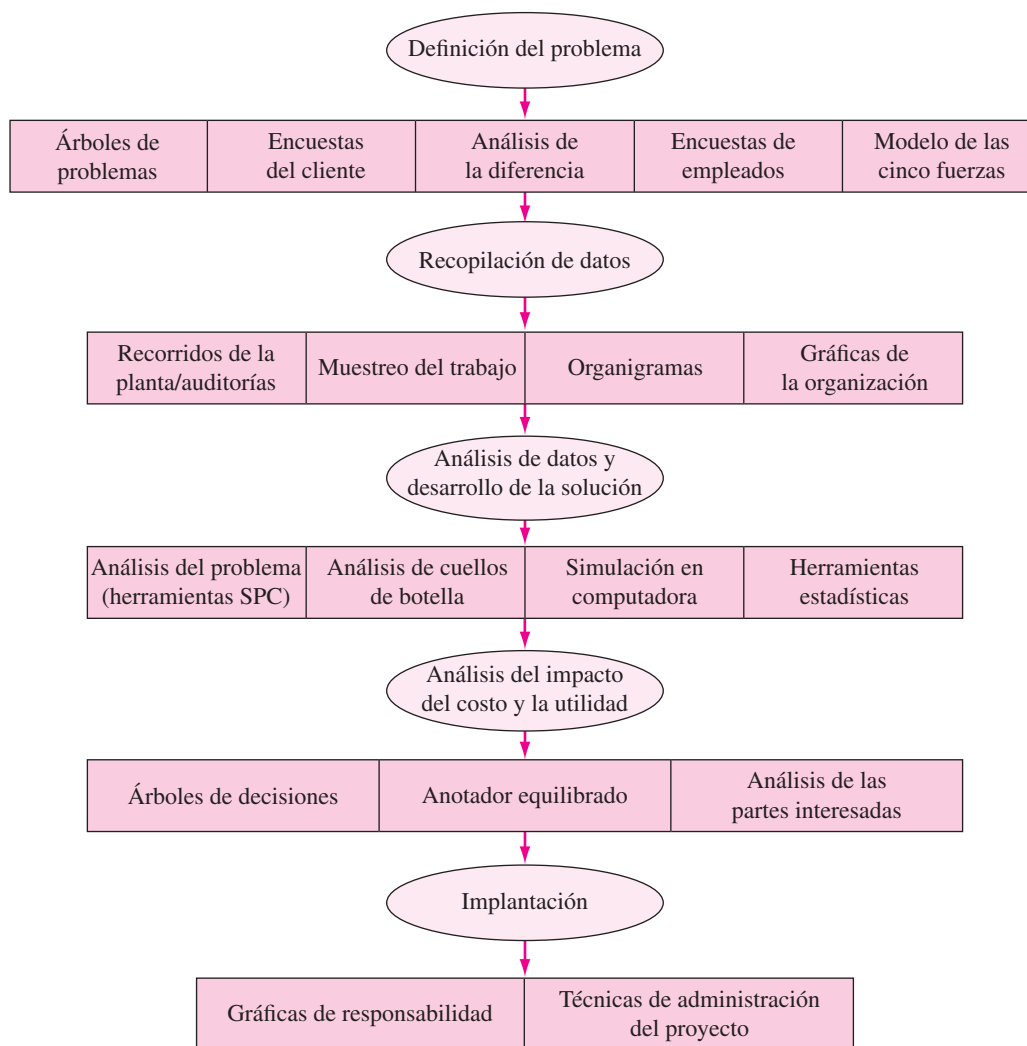 Definición del problema
Árboles de
problemas
Encuestas
del cliente
Análisis de
la diferencia
Encuestas de
empleados
Modelo de las
cinco fuerzas
Recopilación de datos
Recorridos de la
planta/auditorías
Muestreo del trabajo
Organigramas
Gráficas de
la organización
Análisis de datos y
desarrollo de la solución
Análisis del problema
(herramientas SPC)
Análisis de cuellos
de botella
Simulación en
computadora
Herramientas
estadísticas
Análisis del impacto
del costo y la utilidad
Árboles de decisiones
Anotador equilibrado
Análisis de las
partes interesadas
Implantación
Gráficas de responsabilidad
Técnicas de administración
del proyecto